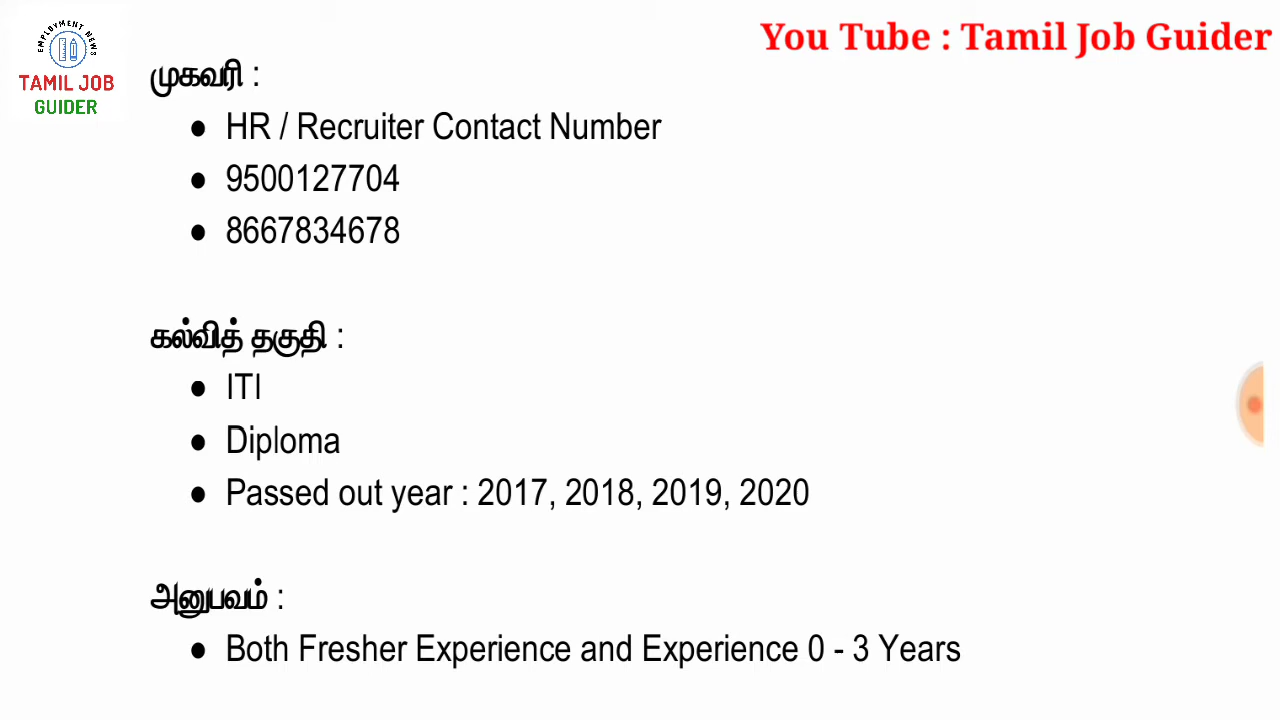 EMPLOYMENT NEWS
TAMIL JOB
GUIDER
You Tube : Tamil Job Guider
முகவரி :
● HR / Recruiter Contact Number
● 9500127704
● 8667834678
கல்வித் தகுதி :
● ITI
● Diploma
● Passed out year : 2017, 2018, 2019, 2020
அனுபவம் :
● Both Fresher Experience and Experience 0 - 3 Years